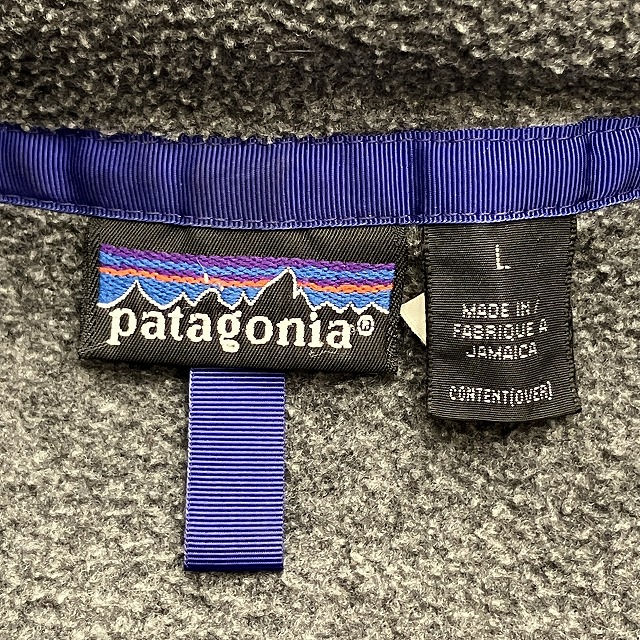 patagonia®
L
MADE IN/
FABRIQUE A
JAMAICA
CONTENT(OVER)